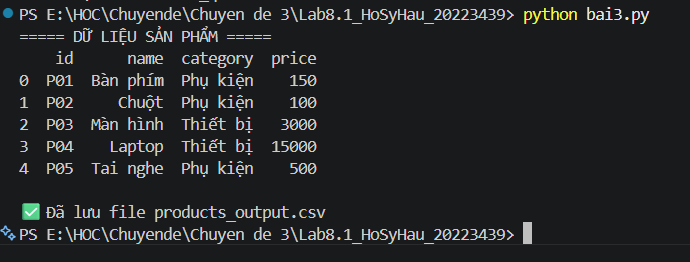 PS E:\HOC\Chuyende\Chuyen de 3\Lab8.1_HoSyHau_20223439> python bai3.py
===== DỮ LIỆU SẢN PHẨM =====
    id      name  category  price
0  P01  Bàn phím  Phụ kiện    150
1  P02     Chuột  Phụ kiện    100
2  P03  Màn hình  Thiết bị   3000
3  P04    Laptop  Thiết bị  15000
4  P05  Tai nghe  Phụ kiện    500
✅ Đã lưu file products_output.csv
PS E:\HOC\Chuyende\Chuyen de 3\Lab8.1_HoSyHau_20223439>